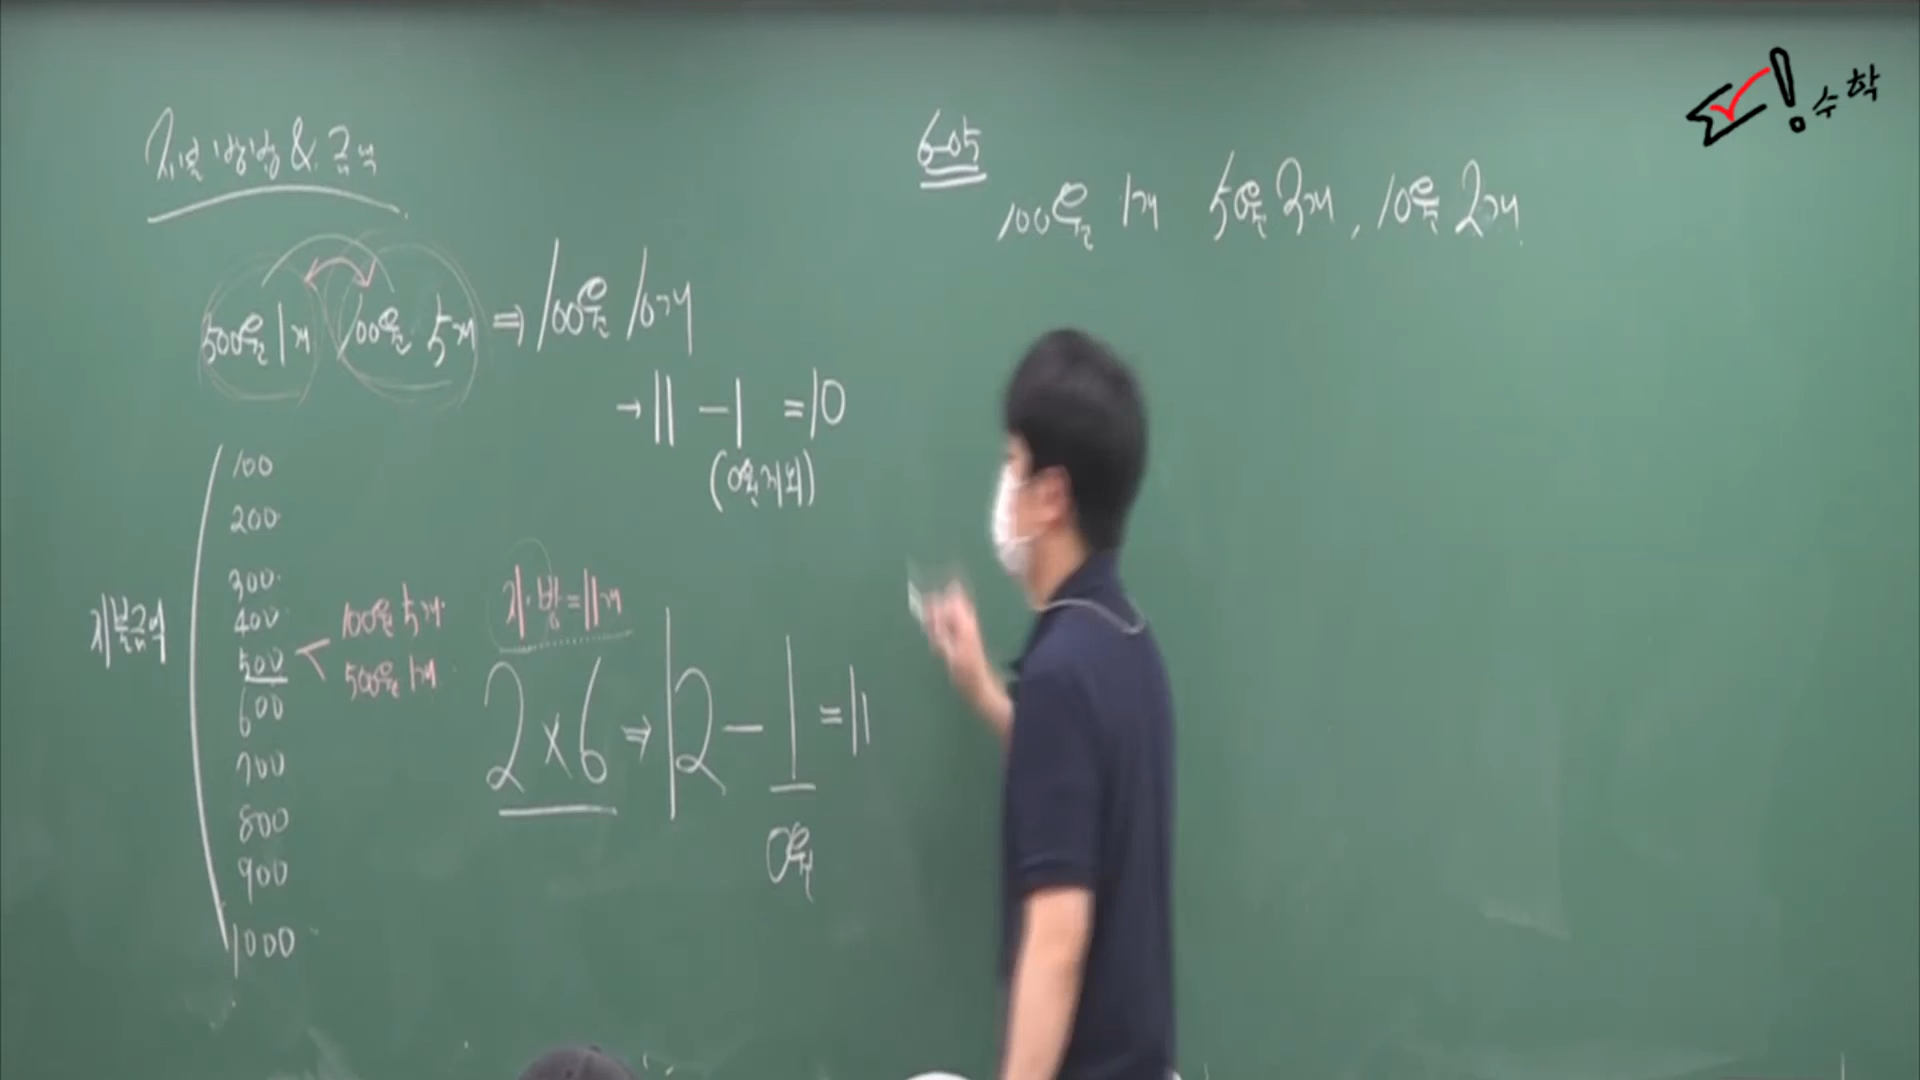 지불방법 & 금액
500원 1개 100원 5개 ⇒ 100원 10개
→ 11 - 1 = 10
(0원 제외)
지불금액
100
200
300
400
500
600
700
800
900
1000
100원 5개
500원 1개
지·방 = 11개
2 × 6 ⇒ 12 - 1 = 11
0원
100원 1개 50원 2개, 10원 2개
수학